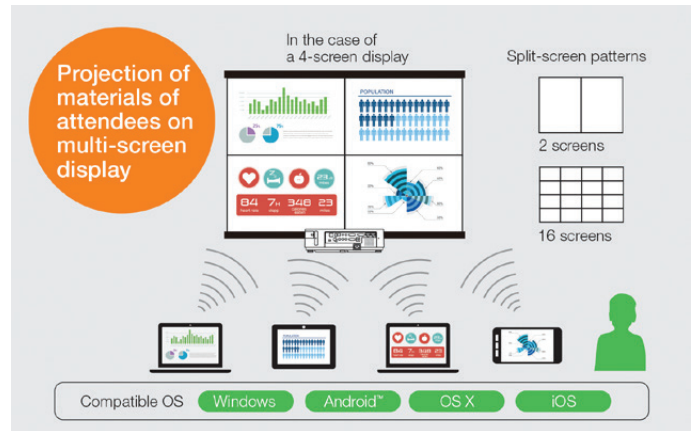 Projection of
materials of
attendees on
multi-screen
display
In the case of
a 4-screen display
Split-screen patterns
2 screens
16 screens
POPULATION
84 7H 348 23
Compatible OS Windows Android™ OS X iOS